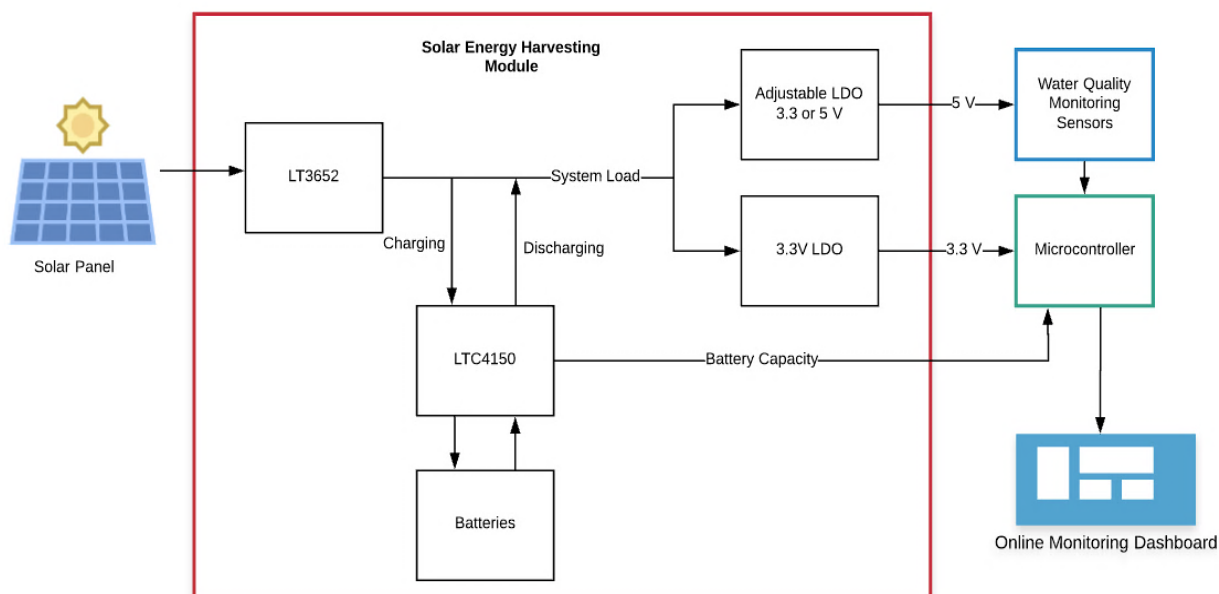 Solar Energy Harvesting
Module
Solar Panel
LT3652
Charging
Discharging
System Load
Adjustable LDO
3.3 or 5 V
5 V
Water Quality
Monitoring
Sensors
3.3V LDO
3.3 V
Microcontroller
LTC4150
Battery Capacity
Batteries
Online Monitoring Dashboard